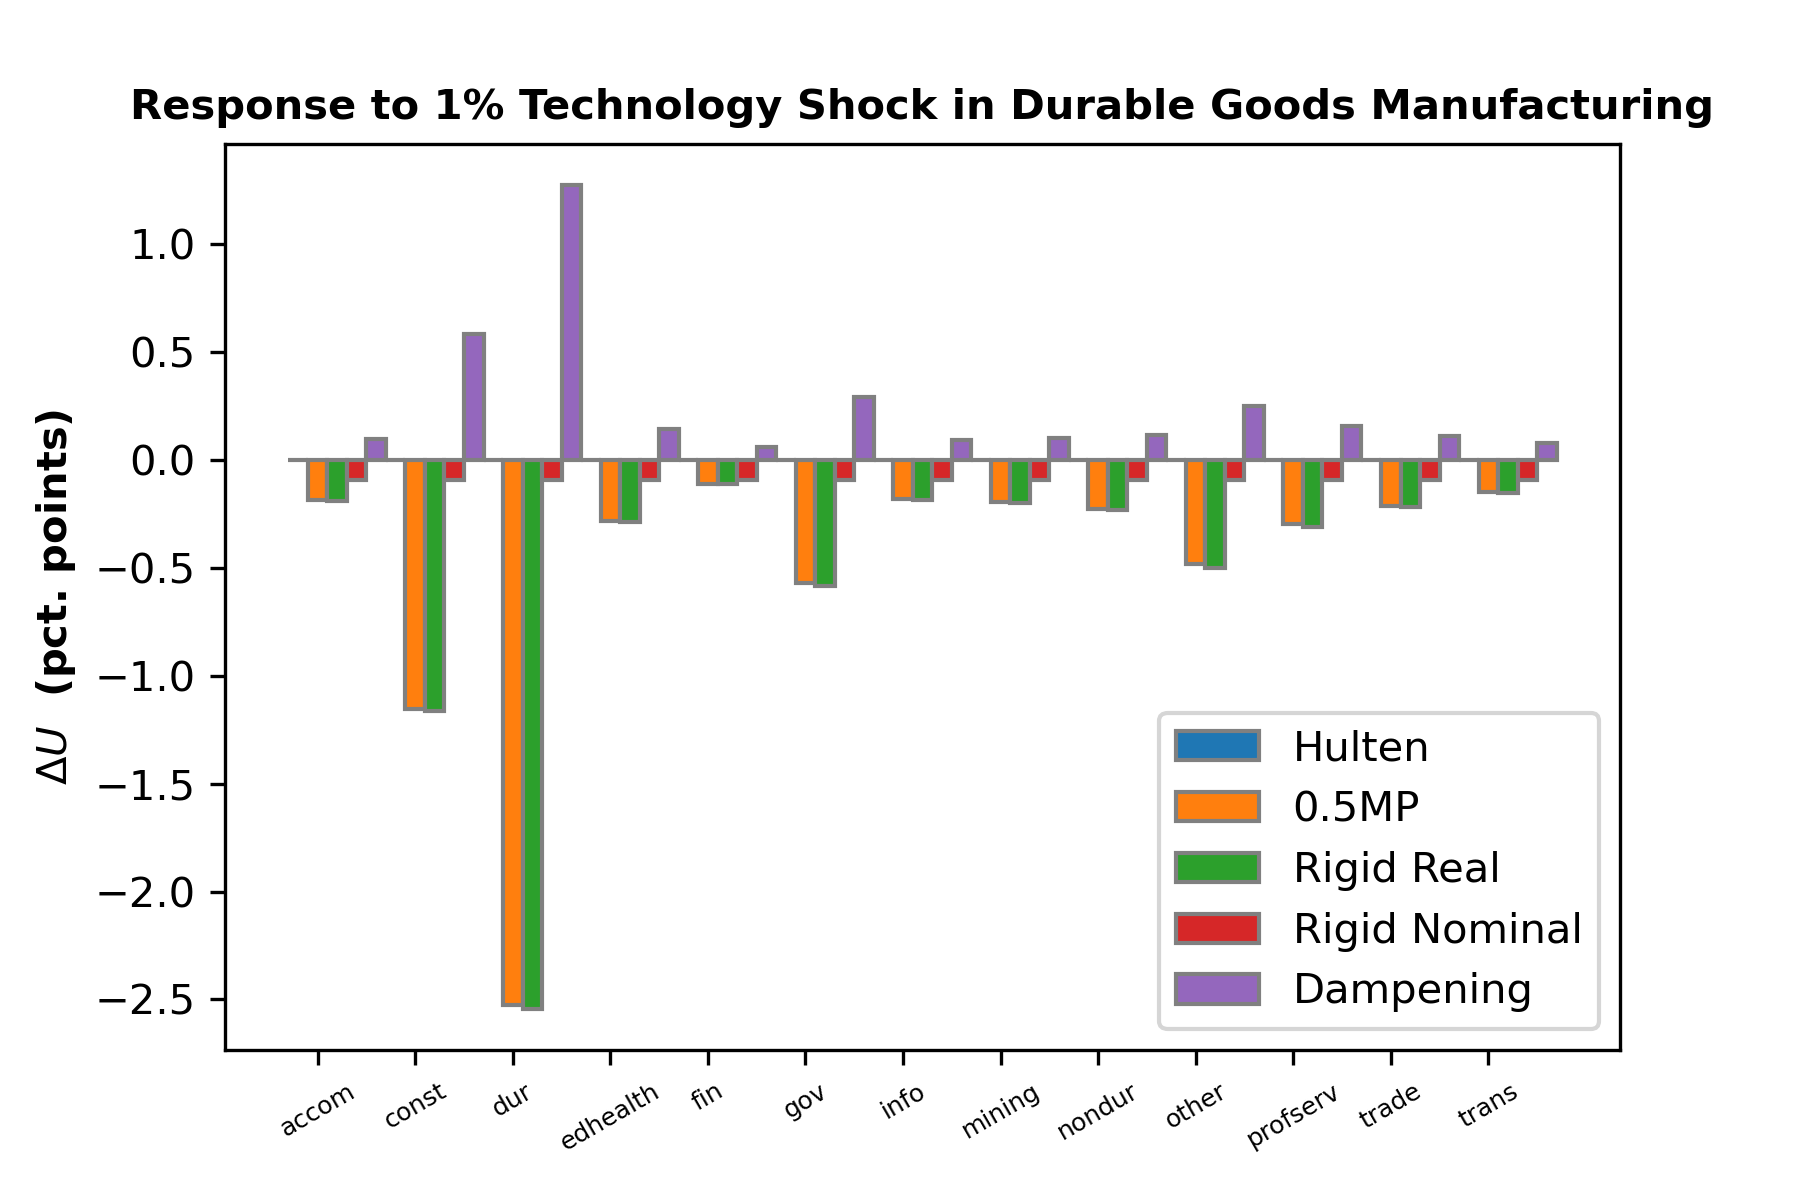 Response to 1% Technology Shock in Durable Goods Manufacturing
ΔU (pct. points)
1.0
0.5
0.0
−0.5
−1.0
−1.5
−2.0
−2.5
Hulten
0.5MP
Rigid Real
Rigid Nominal
Dampening
accom
const
dur
edhealth
fin
gov
info
mining
nondur
other
profserv
trade
trans